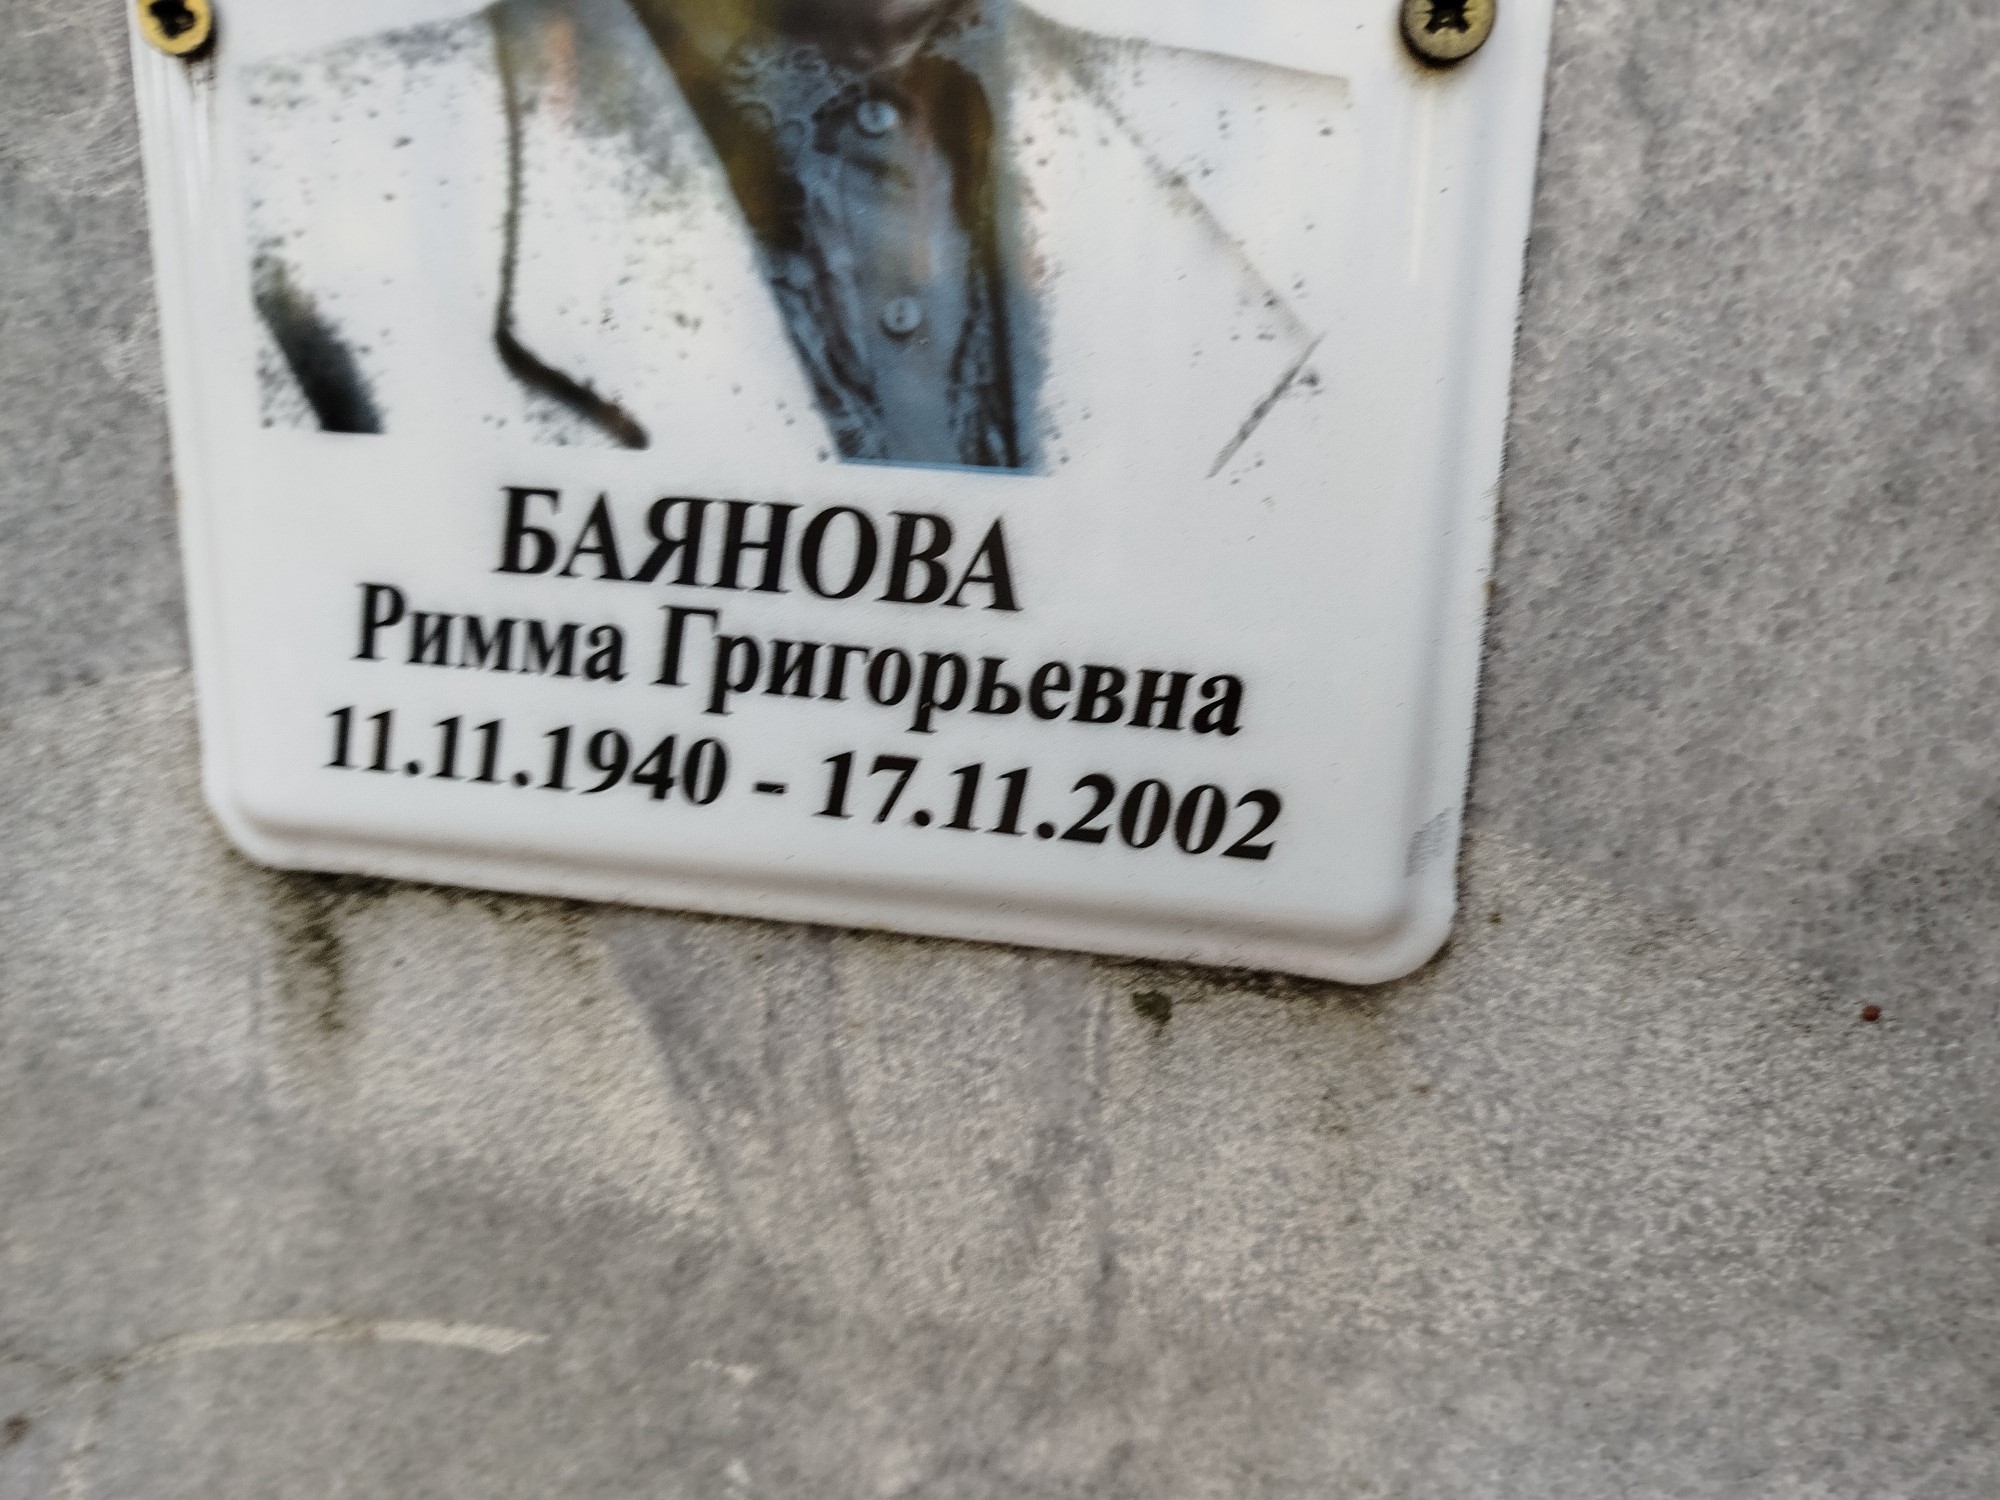 БАЯНОВА
Римма Григорьевна
11.11.1940 - 17.11.2002